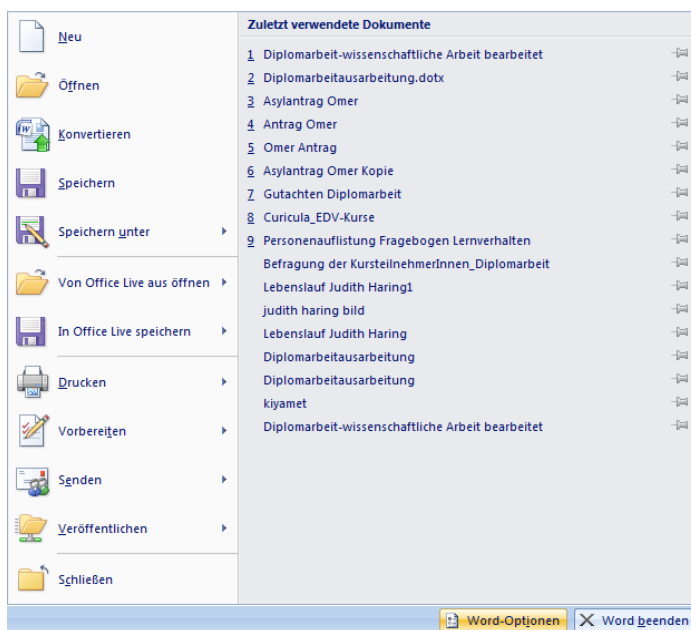 Neu
Öffnen
Konvertieren
Speichern
Speichern unter
Von Office Live aus öffnen
In Office Live speichern
Drucken
Vorbereiten
Senden
Veröffentlichen
Schließen
Zuletzt verwendete Dokumente
1 Diplomarbeit-wissenschaftliche Arbeit bearbeitet
2 Diplomarbeitausarbeitung.dotx
3 Asylantrag Omer
4 Antrag Omer
5 Omer Antrag
6 Asylantrag Omer Kopie
7 Gutachten Diplomarbeit
8 Curicula_EDV-Kurse
9 Personenauflistung Fragebogen Lernverhalten
Befragung der KursteilnehmerInnen_Diplomarbeit
Lebenslauf Judith Haring1
judith haring bild
Lebenslauf Judith Haring
Diplomarbeitausarbeitung
Diplomarbeitausarbeitung
kiyamet
Diplomarbeit-wissenschaftliche Arbeit bearbeitet
Word-Optionen
Word beenden